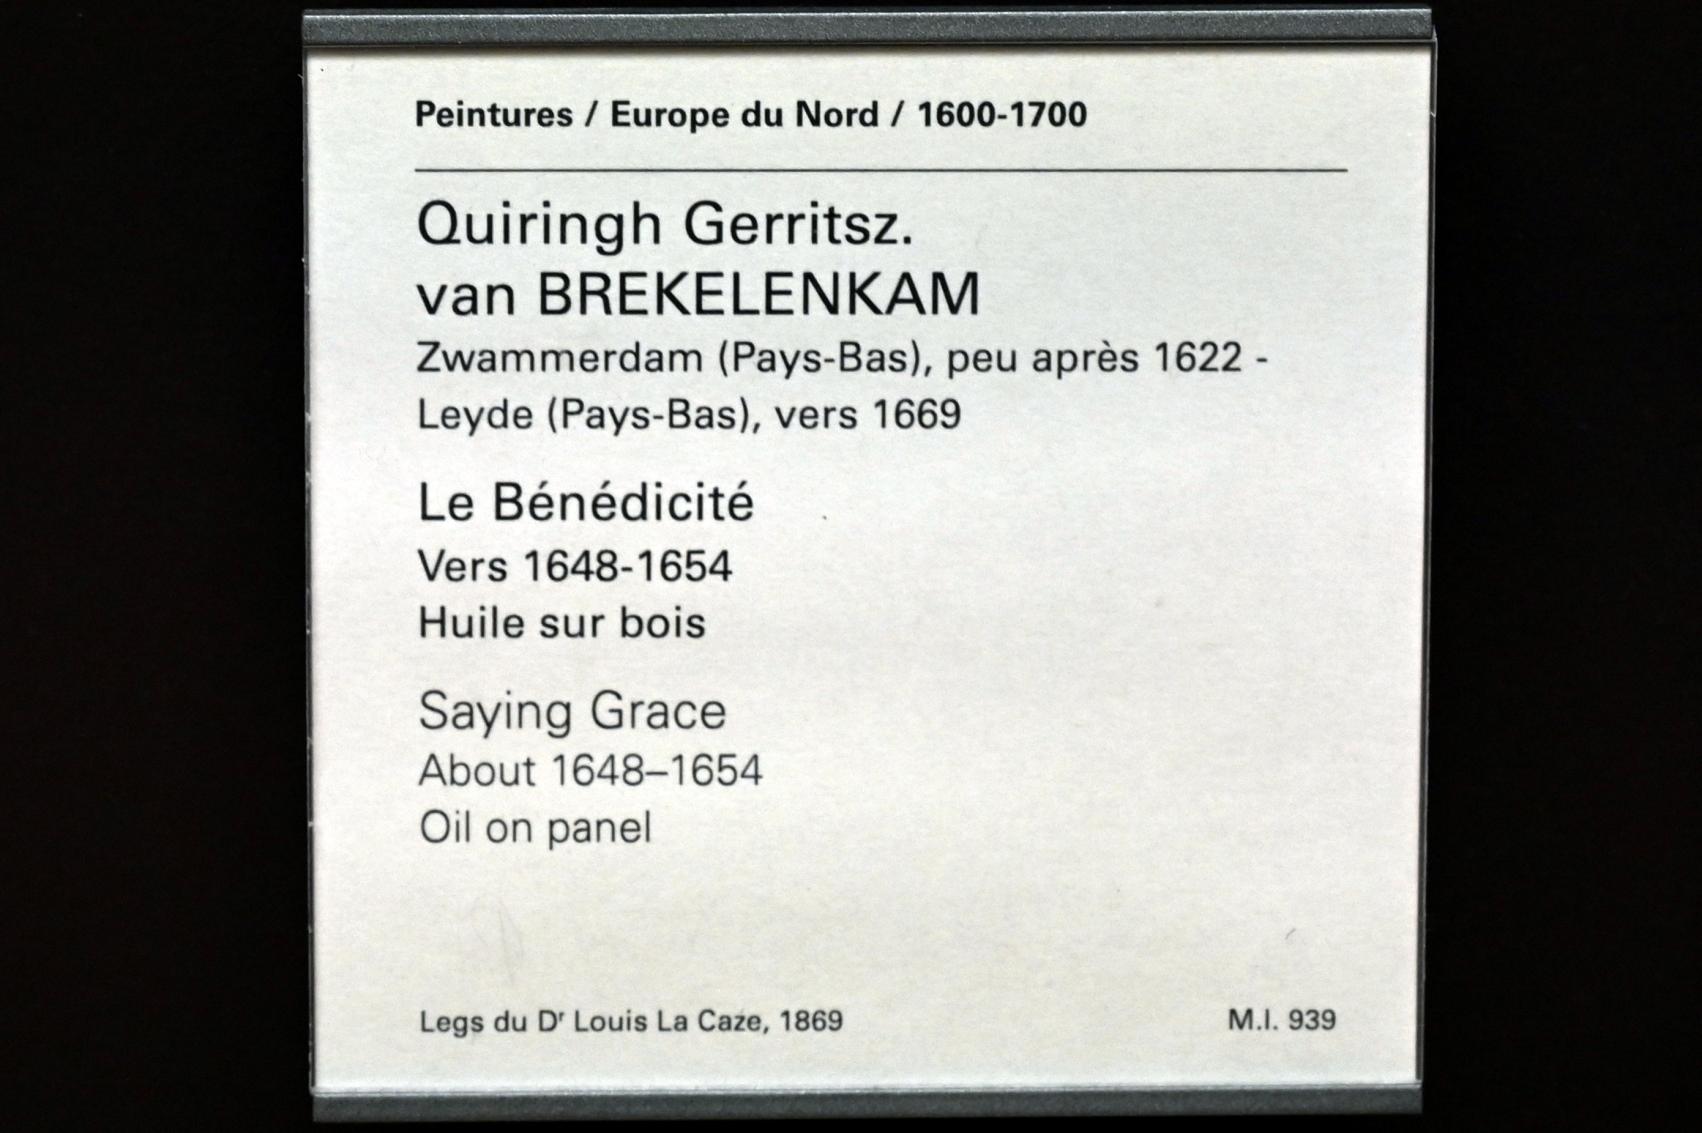 Peintures / Europe du Nord / 1600-1700
Quiringh Gerritsz.
van BREKELENKAM
Zwammerdam (Pays-Bas), peu après 1622 -
Leyde (Pays-Bas), vers 1669
Le Bénédicité
Vers 1648-1654
Huile sur bois
Saying Grace
About 1648–1654
Oil on panel
Legs du Dʳ Louis La Caze, 1869
M.I. 939